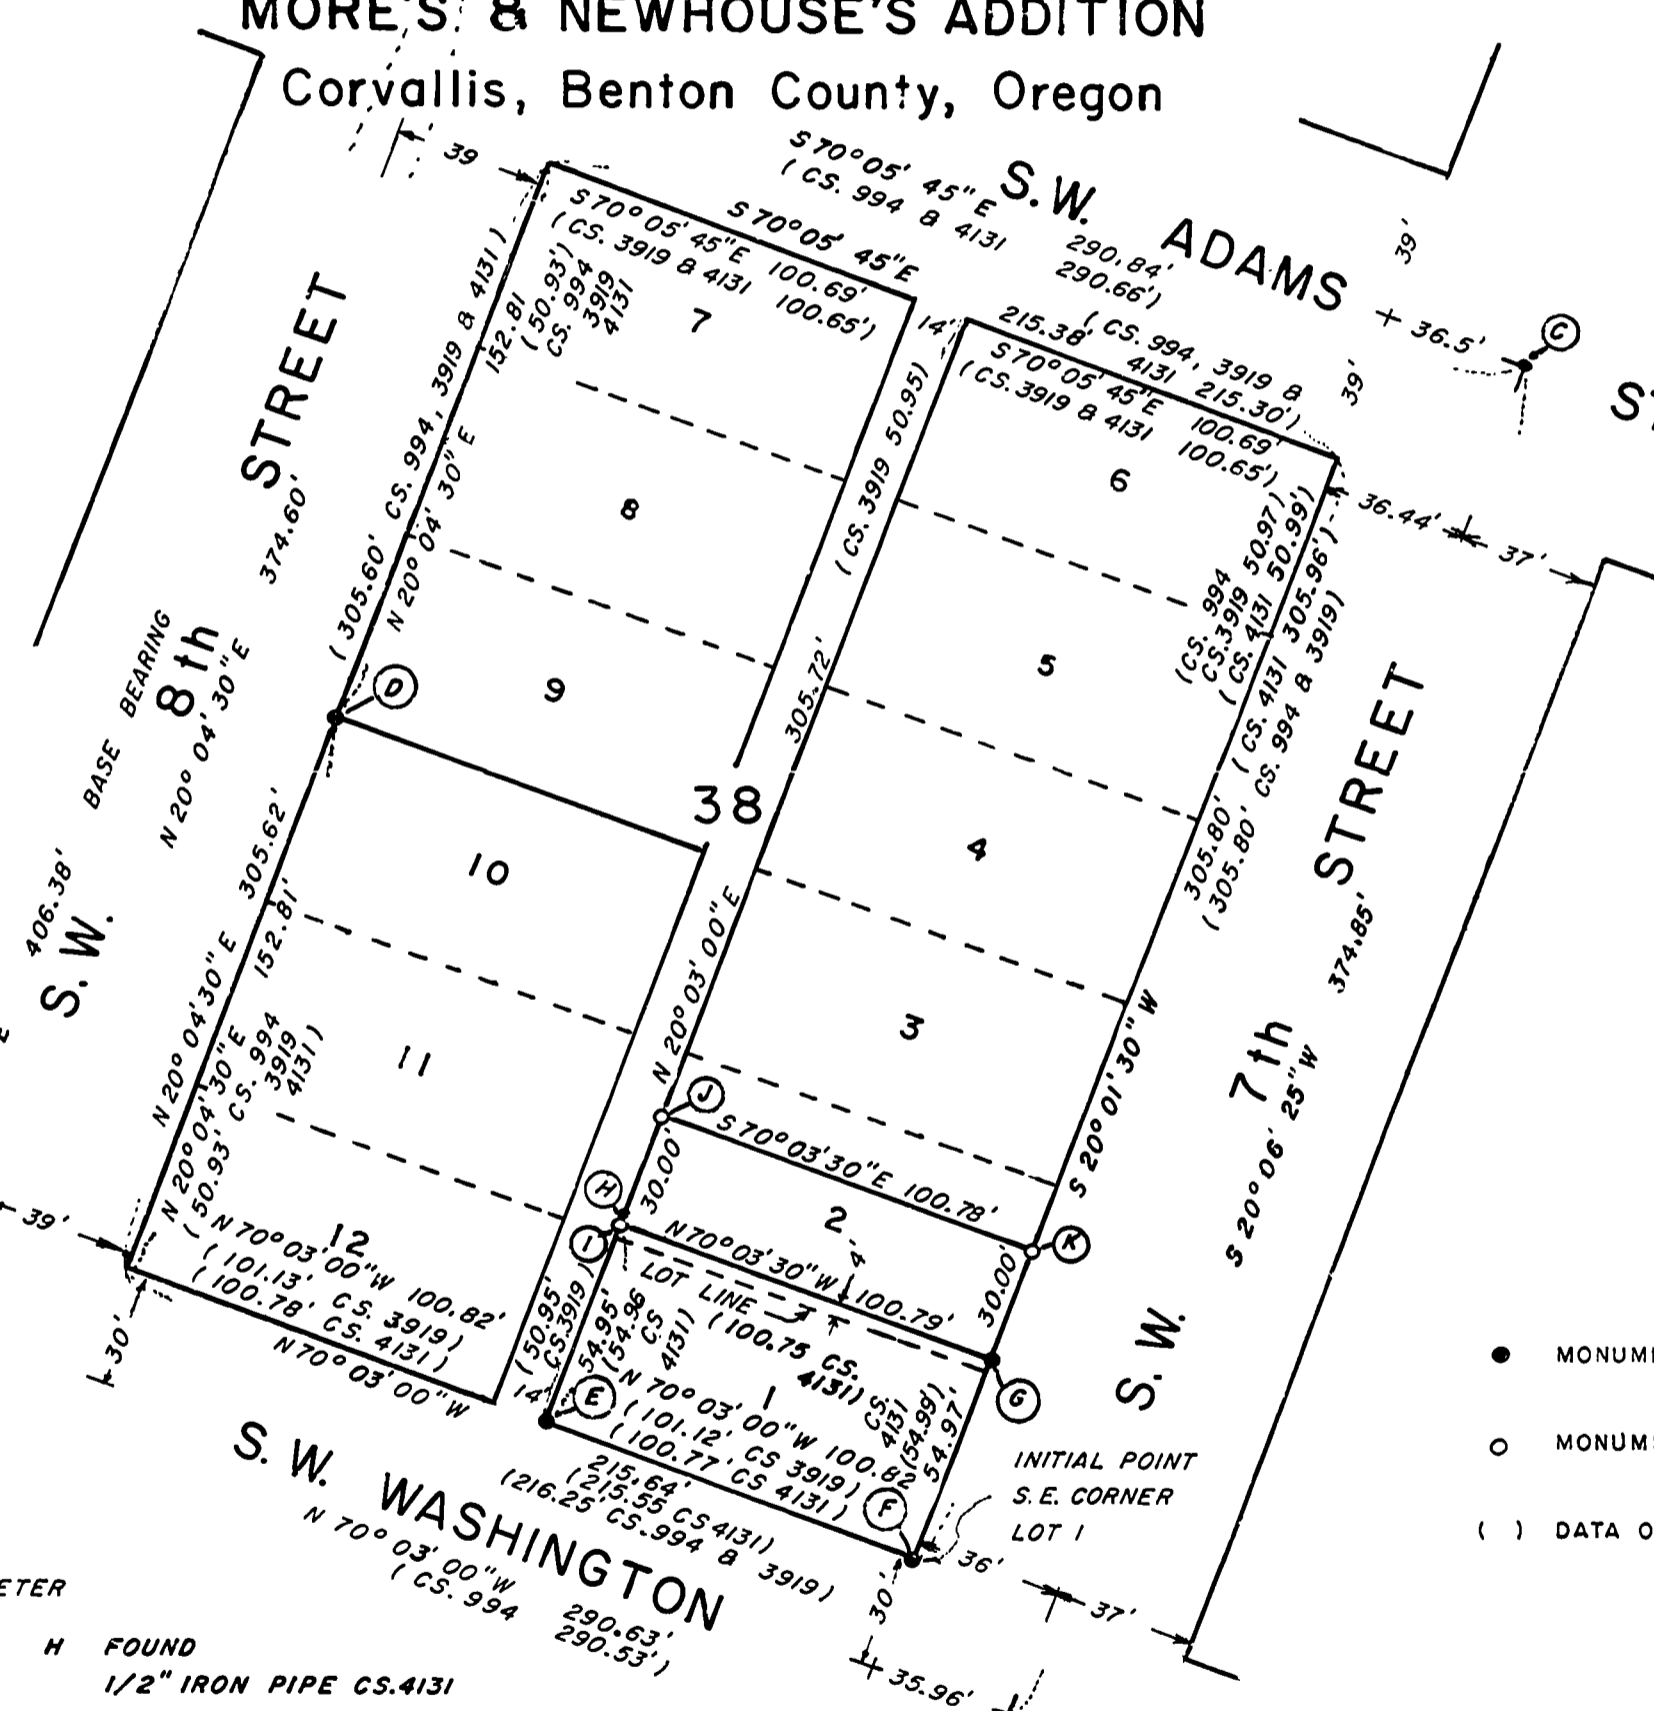 MORE'S & NEWHOUSE'S ADDITION
Corvallis, Benton County, Oregon
39
S 70° 05' 45" E
( CS. 994 & 4131
290.84'
290.66')
S.W. ADAMS
39'
36.5'
C
S 70° 05' 45" E
S 70° 05' 45" E 100.69'
( CS. 3919 & 4131 100.65')
( 305.60' CS. 994, 3919 & 4131 )
152.81
( 50.93')
CS. 994
3919
4131
N 20° 04' 30" E
7
14'
215.38'
( CS. 994, 3919 &
4131 215.30')
S 70° 05' 45" E 100.69'
( CS. 3919 & 4131 100.65')
39'
6
36.44'
37'
( CS. 3919 50.95)
(CS. 994
CS. 3919 50.97)
( CS. 4131 50.99')
( CS. 4131 305.96')
305.80'
( 305.80' CS. 994 & 3919)
8
5
9
305.72'
D
38
4
STREET
374.60'
8th
BASE BEARING
N 20° 04' 30" E
406.38'
S. W.
N 20° 04' 30" E 305.62'
152.81'
10
N 20° 03' 00" E
3
11
N 20° 04' 30" E
( 50.93' CS. 994
3919
4131 )
J
S 70° 03' 30" E 100.78'
S 20° 01' 30" W
STREET
374.85'
7th
S 20° 06' 25" W
S. W.
H
30.00'
2
I
N 70° 03' 30" W 100.79'
4'
K
30.00'
LOT LINE
( 100.75 CS.
4131)
39'
12
N 70° 03' 00" W 100.82'
( 101.13' CS. 3919)
( 100.78' CS. 4131 )
N 70° 03' 00" W
30'
(50.95'
CS.3919 )
54.95'
(54.96
CS
4131)
14'
E
1
N 70° 03' 00" W 100.82
( 101.12' CS 3919)
( 100.77' CS 4131 )
CS.
4131
(54.99')
54.97'
G
F
215.64'
(215.55 CS 4131)
(216.25' CS. 994 & 3919)
S. W. WASHINGTON
N 70° 03' 00" W 290.63'
( CS. 994 290.53')
INITIAL POINT
S. E. CORNER
LOT 1
36'
37'
30'
35.96'
MONUM
MONUM
( ) DATA O
ETER
H FOUND
1/2" IRON PIPE CS.4131